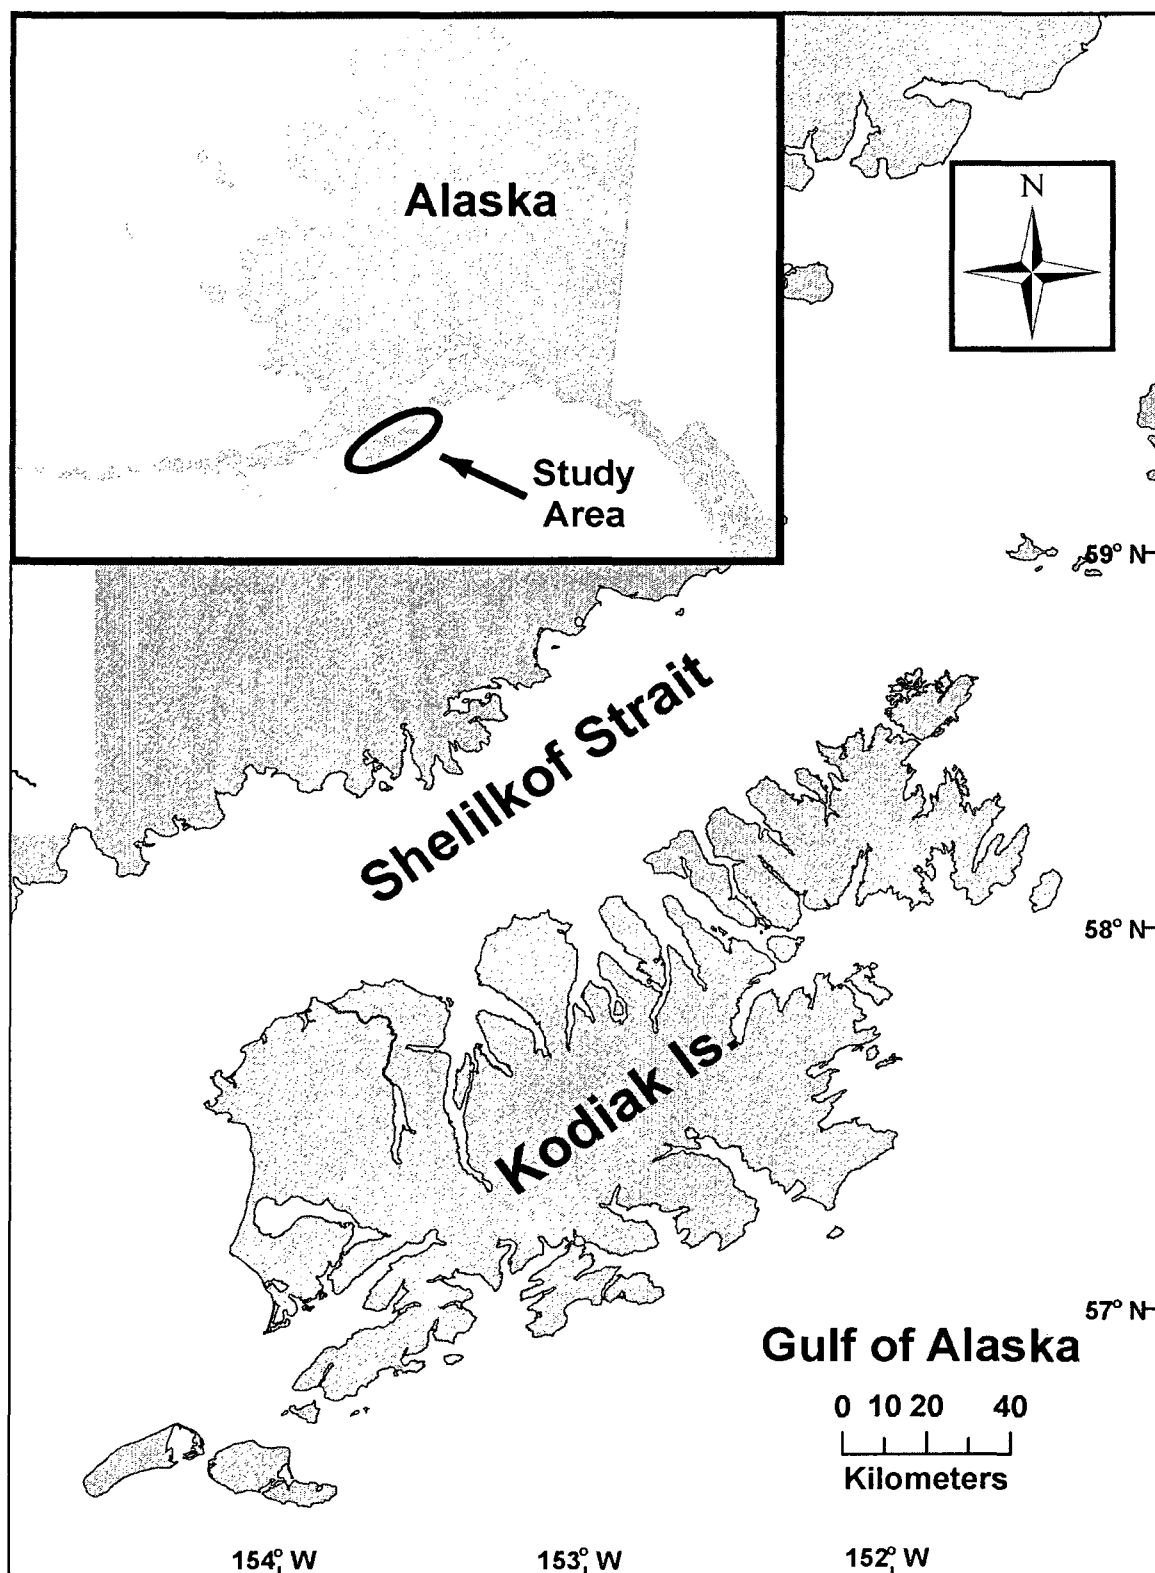 Alaska
Study
Area
N
59° N
Shelilkof Strait
58° N
Kodiak Is.
57° N
Gulf of Alaska
0 10 20 40
Kilometers
154° W 153° W 152° W